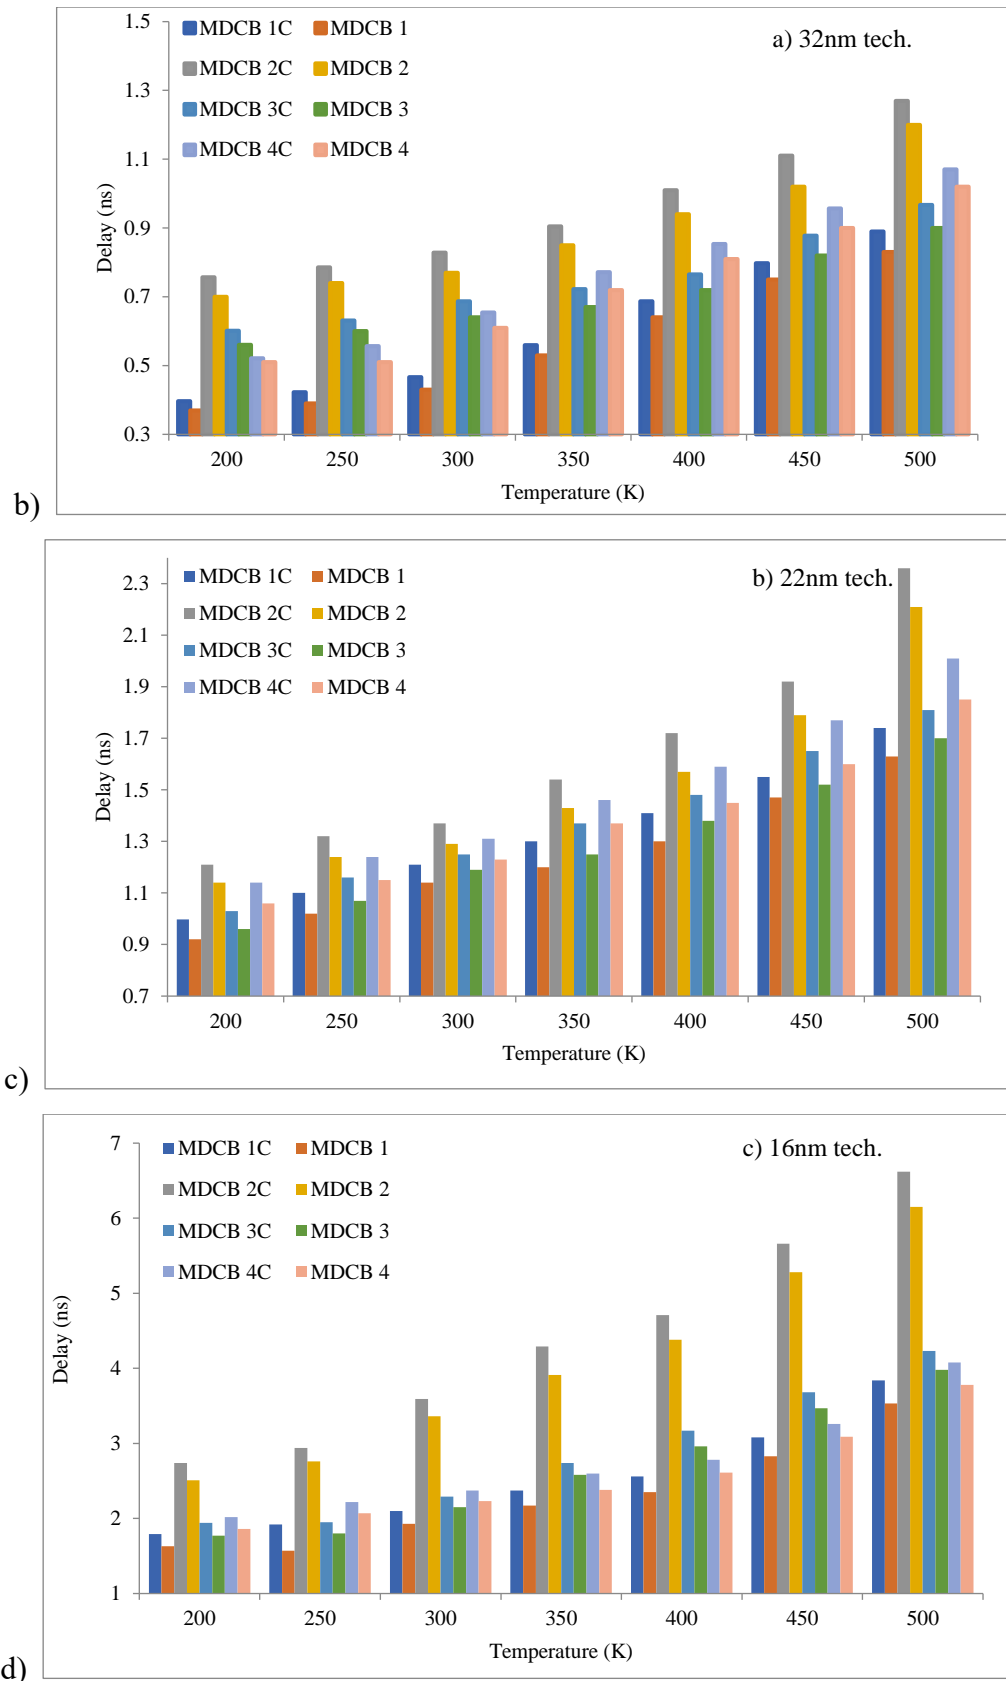 1.5
MDCB 1C MDCB 1
a) 32nm tech.
1.3
MDCB 2C MDCB 2
MDCB 3C MDCB 3
1.1
MDCB 4C MDCB 4
Delay (ns)
0.9
0.7
0.5
0.3
200 250 300 350 400 450 500
Temperature (K)
b)
MDCB 1C MDCB 1
b) 22nm tech.
2.3
MDCB 2C MDCB 2
2.1
MDCB 3C MDCB 3
1.9
MDCB 4C MDCB 4
1.7
Delay (ns)
1.5
1.3
1.1
0.9
0.7
200 250 300 350 400 450 500
Temperature (K)
c)
7
MDCB 1C MDCB 1
c) 16nm tech.
MDCB 2C MDCB 2
6
MDCB 3C MDCB 3
MDCB 4C MDCB 4
5
Delay (ns)
4
3
2
1
200 250 300 350 400 450 500
Temperature (K)
d)